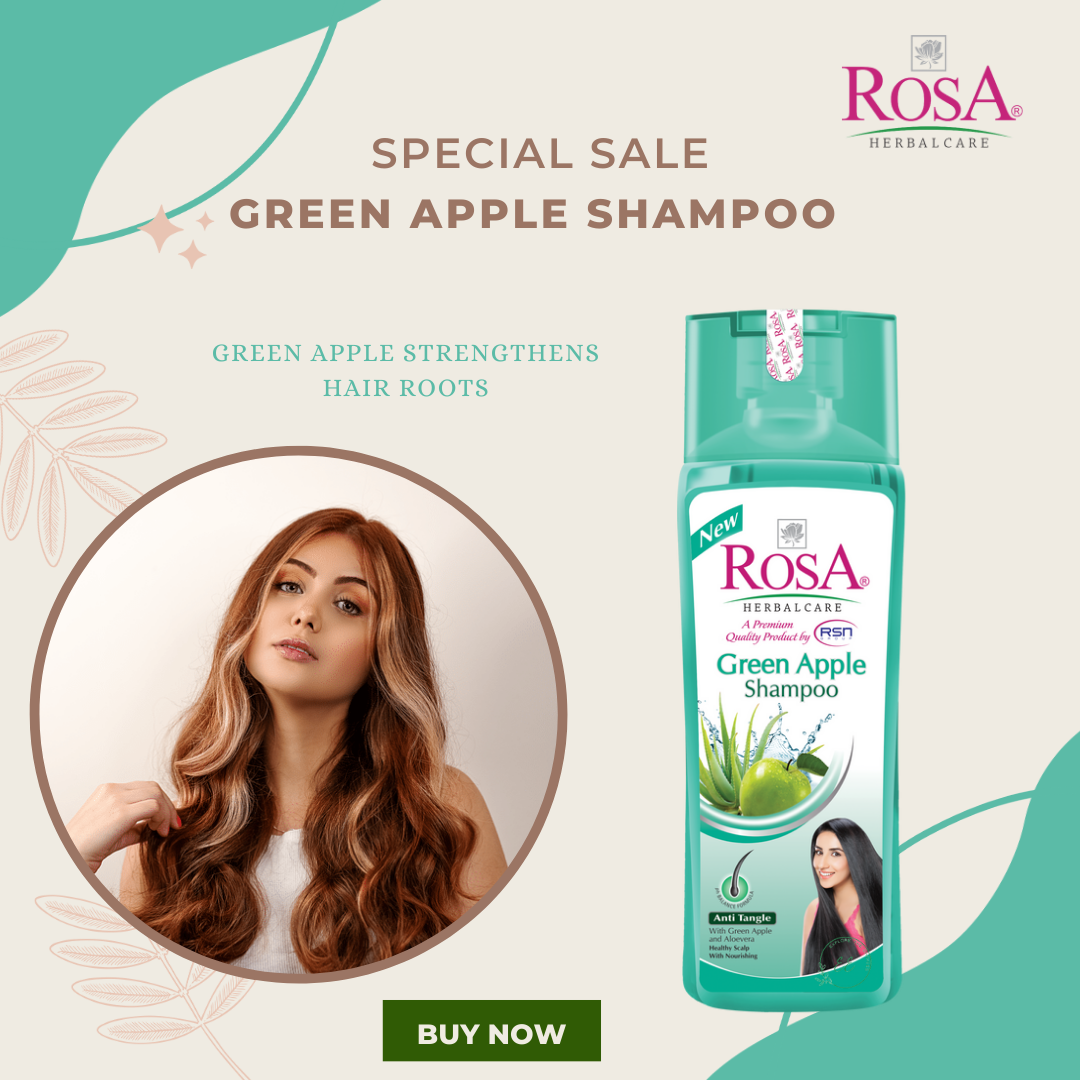 ROSA®
HERBALCARE
SPECIAL SALE
GREEN APPLE SHAMPOO
GREEN APPLE STRENGTHENS
HAIR ROOTS
New
ROSA®
HERBALCARE
A Premium
Quality Product by RSN
Green Apple
Shampoo
Anti Tangle
With Green Apple
and Aloevera
Healthy Scalp
With Nourishing
BUY NOW